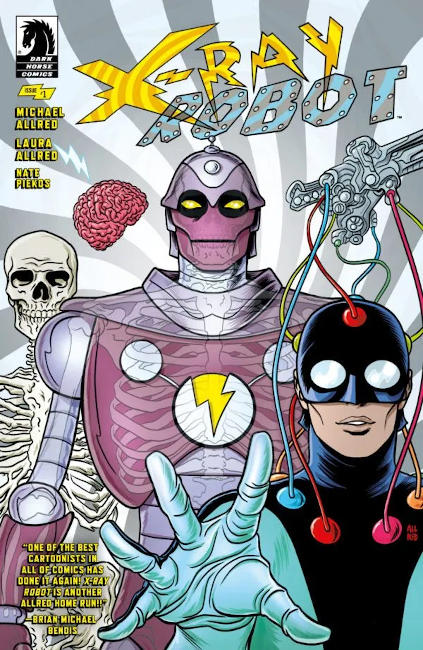 DARK
HORSE
COMICS
X-RAY
ROBOT™
ISSUE #1
MICHAEL
ALLRED
LAURA
ALLRED
NATE
PIEKOS
ALL
RED
"ONE OF THE BEST
CARTOONISTS IN
ALL OF COMICS HAS
DONE IT AGAIN! X-RAY
ROBOT IS ANOTHER
ALLRED HOME RUN!!"
—BRIAN MICHAEL
BENDIS